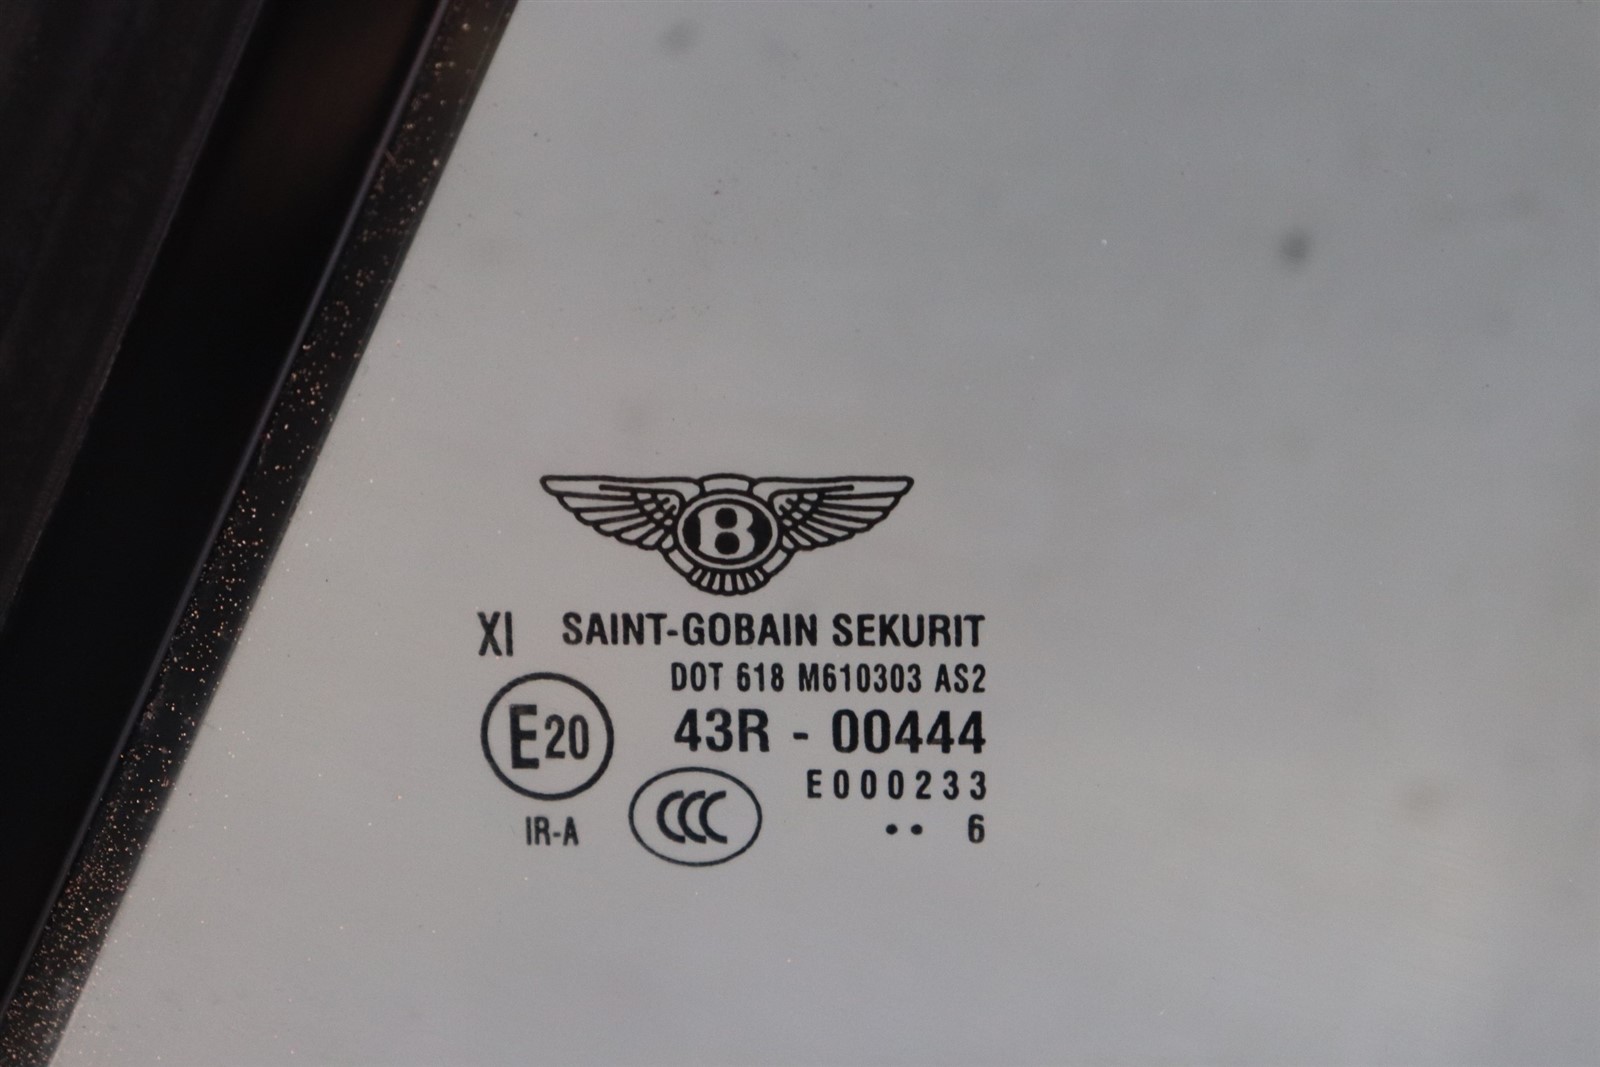 B
XI SAINT-GOBAIN SEKURIT
DOT 618 M610303 AS2
E20 43R - 00444
E000233
IR-A CCC •• 6